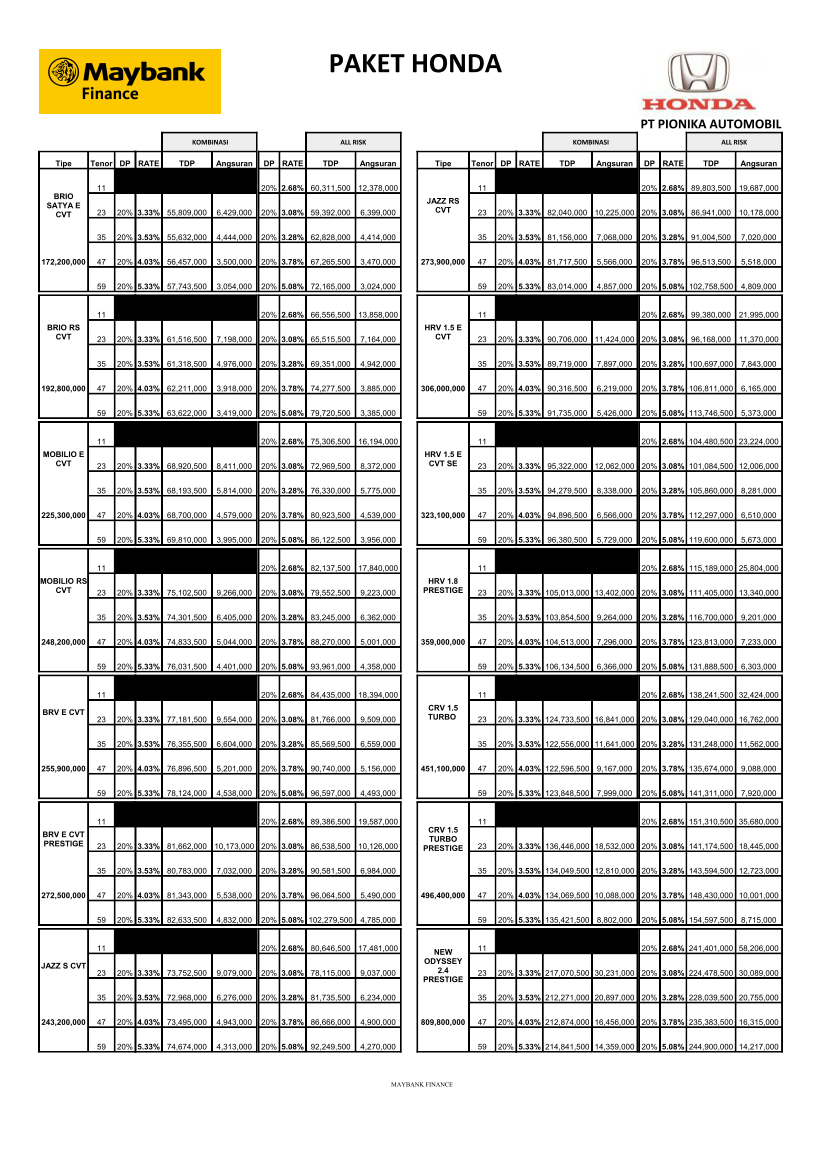 PAKET HONDA
Maybank
Finance
HONDA
PT PIONIKA AUTOMOBIL
KOMBINASI ALL RISK
Tipe Tenor DP RATE TDP Angsuran DP RATE TDP Angsuran
BRIO SATYA E CVT
172,200,000
11 20% 2.68% 60,311,500 12,378,000
23 20% 3.33% 55,809,000 6,429,000 20% 3.08% 59,392,000 6,399,000
35 20% 3.53% 55,632,000 4,444,000 20% 3.28% 62,828,000 4,414,000
47 20% 4.03% 56,457,000 3,500,000 20% 3.78% 67,265,500 3,470,000
59 20% 5.33% 57,743,500 3,054,000 20% 5.08% 72,165,000 3,024,000
BRIO RS CVT
192,800,000
11 20% 2.68% 66,556,500 13,858,000
23 20% 3.33% 61,516,500 7,198,000 20% 3.08% 65,515,500 7,164,000
35 20% 3.53% 61,318,500 4,976,000 20% 3.28% 69,351,000 4,942,000
47 20% 4.03% 62,211,000 3,918,000 20% 3.78% 74,277,500 3,885,000
59 20% 5.33% 63,622,000 3,419,000 20% 5.08% 79,720,500 3,385,000
MOBILIO E CVT
225,300,000
11 20% 2.68% 75,306,500 16,194,000
23 20% 3.33% 68,920,500 8,411,000 20% 3.08% 72,969,500 8,372,000
35 20% 3.53% 68,193,500 5,814,000 20% 3.28% 76,330,000 5,775,000
47 20% 4.03% 68,700,000 4,579,000 20% 3.78% 80,923,500 4,539,000
59 20% 5.33% 69,810,000 3,995,000 20% 5.08% 86,122,500 3,956,000
MOBILIO RS CVT
248,200,000
11 20% 2.68% 82,137,500 17,840,000
23 20% 3.33% 75,102,500 9,266,000 20% 3.08% 79,552,500 9,223,000
35 20% 3.53% 74,301,500 6,405,000 20% 3.28% 83,245,000 6,362,000
47 20% 4.03% 74,833,500 5,044,000 20% 3.78% 88,270,000 5,001,000
59 20% 5.33% 76,031,500 4,401,000 20% 5.08% 93,961,000 4,358,000
BRV E CVT
255,900,000
11 20% 2.68% 84,435,000 18,394,000
23 20% 3.33% 77,181,500 9,554,000 20% 3.08% 81,766,000 9,509,000
35 20% 3.53% 76,355,500 6,604,000 20% 3.28% 85,569,500 6,559,000
47 20% 4.03% 76,896,500 5,201,000 20% 3.78% 90,740,000 5,156,000
59 20% 5.33% 78,124,000 4,538,000 20% 5.08% 96,597,000 4,493,000
BRV E CVT PRESTIGE
272,500,000
11 20% 2.68% 89,386,500 19,587,000
23 20% 3.33% 81,662,000 10,173,000 20% 3.08% 86,538,500 10,126,000
35 20% 3.53% 80,783,000 7,032,000 20% 3.28% 90,581,500 6,984,000
47 20% 4.03% 81,343,000 5,538,000 20% 3.78% 96,064,500 5,490,000
59 20% 5.33% 82,633,500 4,832,000 20% 5.08% 102,279,500 4,785,000
JAZZ S CVT
243,200,000
11 20% 2.68% 80,646,500 17,481,000
23 20% 3.33% 73,752,500 9,079,000 20% 3.08% 78,115,000 9,037,000
35 20% 3.53% 72,968,000 6,276,000 20% 3.28% 81,735,500 6,234,000
47 20% 4.03% 73,495,000 4,943,000 20% 3.78% 86,666,000 4,900,000
59 20% 5.33% 74,674,000 4,313,000 20% 5.08% 92,249,500 4,270,000
KOMBINASI ALL RISK
Tipe Tenor DP RATE TDP Angsuran DP RATE TDP Angsuran
JAZZ RS CVT
273,900,000
11 20% 2.68% 89,803,500 19,687,000
23 20% 3.33% 82,040,000 10,225,000 20% 3.08% 86,941,000 10,178,000
35 20% 3.53% 81,156,000 7,068,000 20% 3.28% 91,004,500 7,020,000
47 20% 4.03% 81,717,500 5,566,000 20% 3.78% 96,513,500 5,518,000
59 20% 5.33% 83,014,000 4,857,000 20% 5.08% 102,758,500 4,809,000
HRV 1.5 E CVT
306,000,000
11 20% 2.68% 99,380,000 21,995,000
23 20% 3.33% 90,706,000 11,424,000 20% 3.08% 96,168,000 11,370,000
35 20% 3.53% 89,719,000 7,897,000 20% 3.28% 100,697,000 7,843,000
47 20% 4.03% 90,316,500 6,219,000 20% 3.78% 106,811,000 6,165,000
59 20% 5.33% 91,735,000 5,426,000 20% 5.08% 113,746,500 5,373,000
HRV 1.5 E CVT SE
323,100,000
11 20% 2.68% 104,480,500 23,224,000
23 20% 3.33% 95,322,000 12,062,000 20% 3.08% 101,084,500 12,006,000
35 20% 3.53% 94,279,500 8,338,000 20% 3.28% 105,860,000 8,281,000
47 20% 4.03% 94,896,500 6,566,000 20% 3.78% 112,297,000 6,510,000
59 20% 5.33% 96,380,500 5,729,000 20% 5.08% 119,600,000 5,673,000
HRV 1.8 PRESTIGE
359,000,000
11 20% 2.68% 115,189,000 25,804,000
23 20% 3.33% 105,013,000 13,402,000 20% 3.08% 111,405,000 13,340,000
35 20% 3.53% 103,854,500 9,264,000 20% 3.28% 116,700,000 9,201,000
47 20% 4.03% 104,513,000 7,296,000 20% 3.78% 123,813,000 7,233,000
59 20% 5.33% 106,134,500 6,366,000 20% 5.08% 131,888,500 6,303,000
CRV 1.5 TURBO
451,100,000
11 20% 2.68% 138,241,500 32,424,000
23 20% 3.33% 124,733,500 16,841,000 20% 3.08% 129,040,000 16,762,000
35 20% 3.53% 122,556,000 11,641,000 20% 3.28% 131,248,000 11,562,000
47 20% 4.03% 122,596,500 9,167,000 20% 3.78% 135,674,000 9,088,000
59 20% 5.33% 123,848,500 7,999,000 20% 5.08% 141,311,000 7,920,000
CRV 1.5 TURBO PRESTIGE
496,400,000
11 20% 2.68% 151,310,500 35,680,000
23 20% 3.33% 136,446,000 18,532,000 20% 3.08% 141,174,500 18,445,000
35 20% 3.53% 134,049,500 12,810,000 20% 3.28% 143,594,500 12,723,000
47 20% 4.03% 134,069,500 10,088,000 20% 3.78% 148,430,000 10,001,000
59 20% 5.33% 135,421,500 8,802,000 20% 5.08% 154,597,500 8,715,000
NEW ODYSSEY 2.4 PRESTIGE
809,800,000
11 20% 2.68% 241,401,000 58,206,000
23 20% 3.33% 217,070,500 30,231,000 20% 3.08% 224,478,500 30,089,000
35 20% 3.53% 212,271,000 20,897,000 20% 3.28% 228,039,500 20,755,000
47 20% 4.03% 212,874,000 16,456,000 20% 3.78% 235,383,500 16,315,000
59 20% 5.33% 214,841,500 14,359,000 20% 5.08% 244,900,000 14,217,000
MAYBANK FINANCE